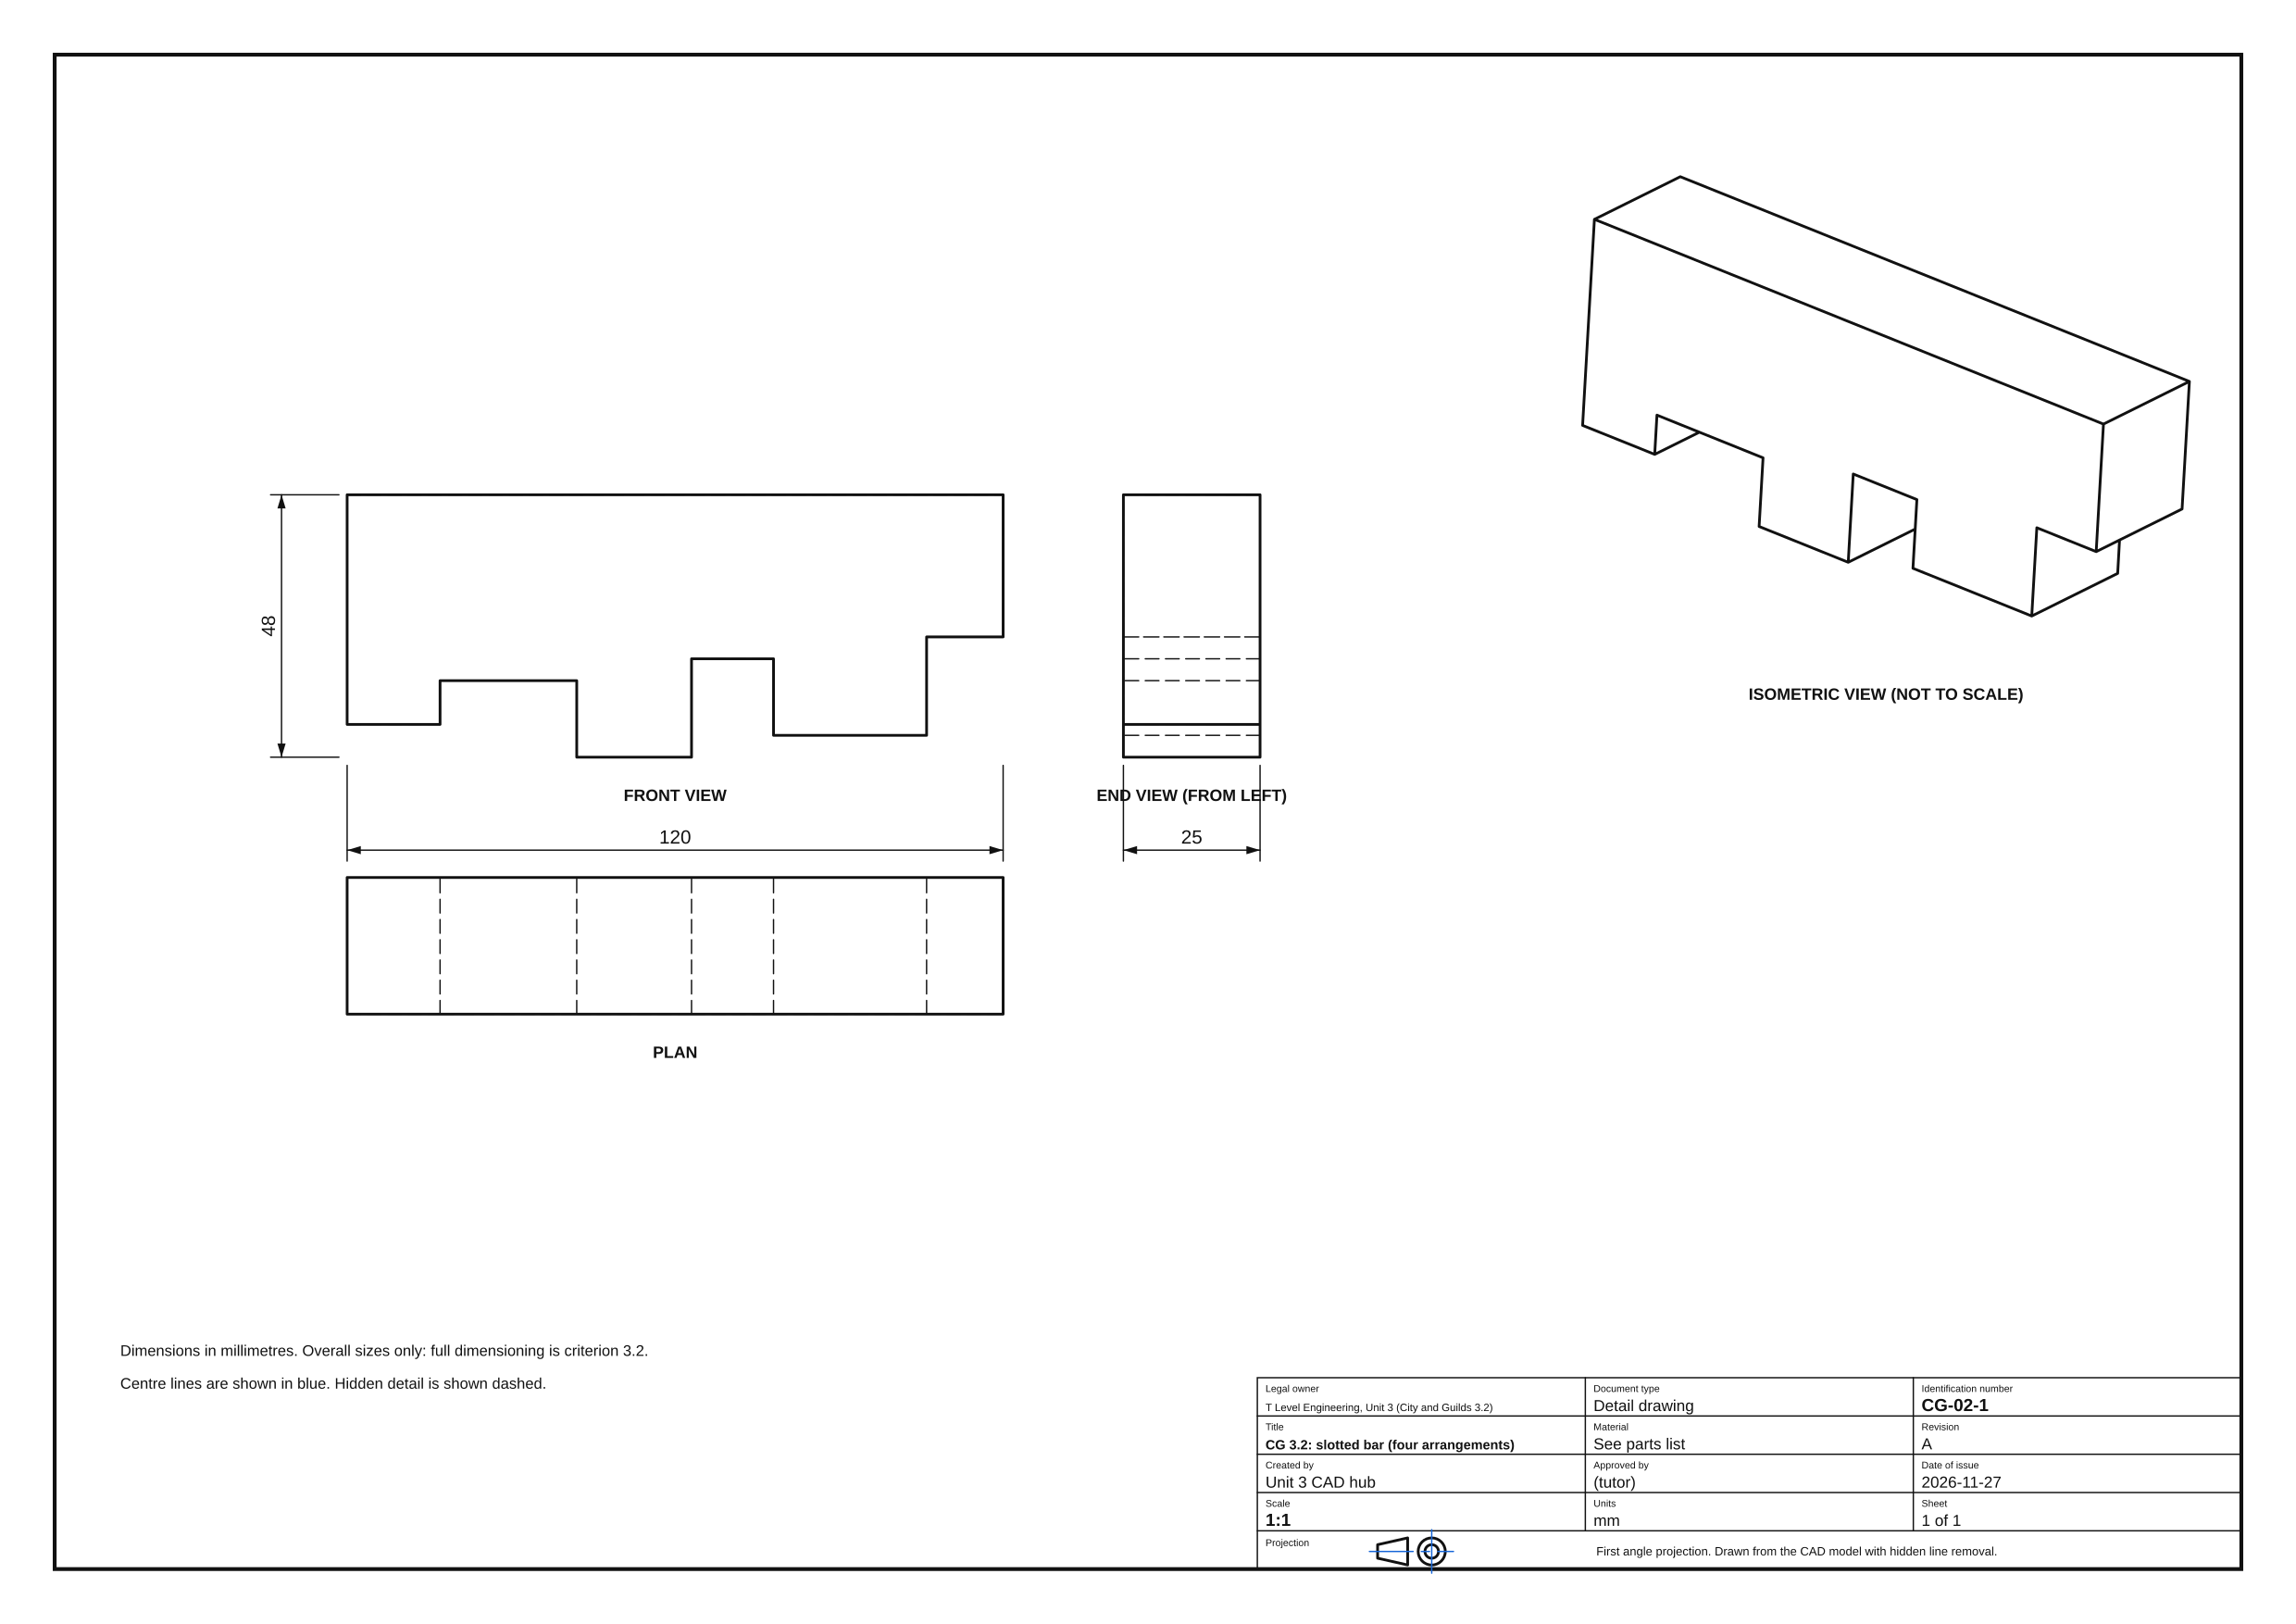 48
FRONT VIEW
END VIEW (FROM LEFT)
120
25
PLAN
ISOMETRIC VIEW (NOT TO SCALE)
Dimensions in millimetres. Overall sizes only: full dimensioning is criterion 3.2.
Centre lines are shown in blue. Hidden detail is shown dashed.
Legal owner
T Level Engineering, Unit 3 (City and Guilds 3.2)
Document type
Detail drawing
Identification number
CG-02-1
Title
CG 3.2: slotted bar (four arrangements)
Material
See parts list
Revision
A
Created by
Unit 3 CAD hub
Approved by
(tutor)
Date of issue
2026-11-27
Scale
1:1
Units
mm
Sheet
1 of 1
Projection
First angle projection. Drawn from the CAD model with hidden line removal.